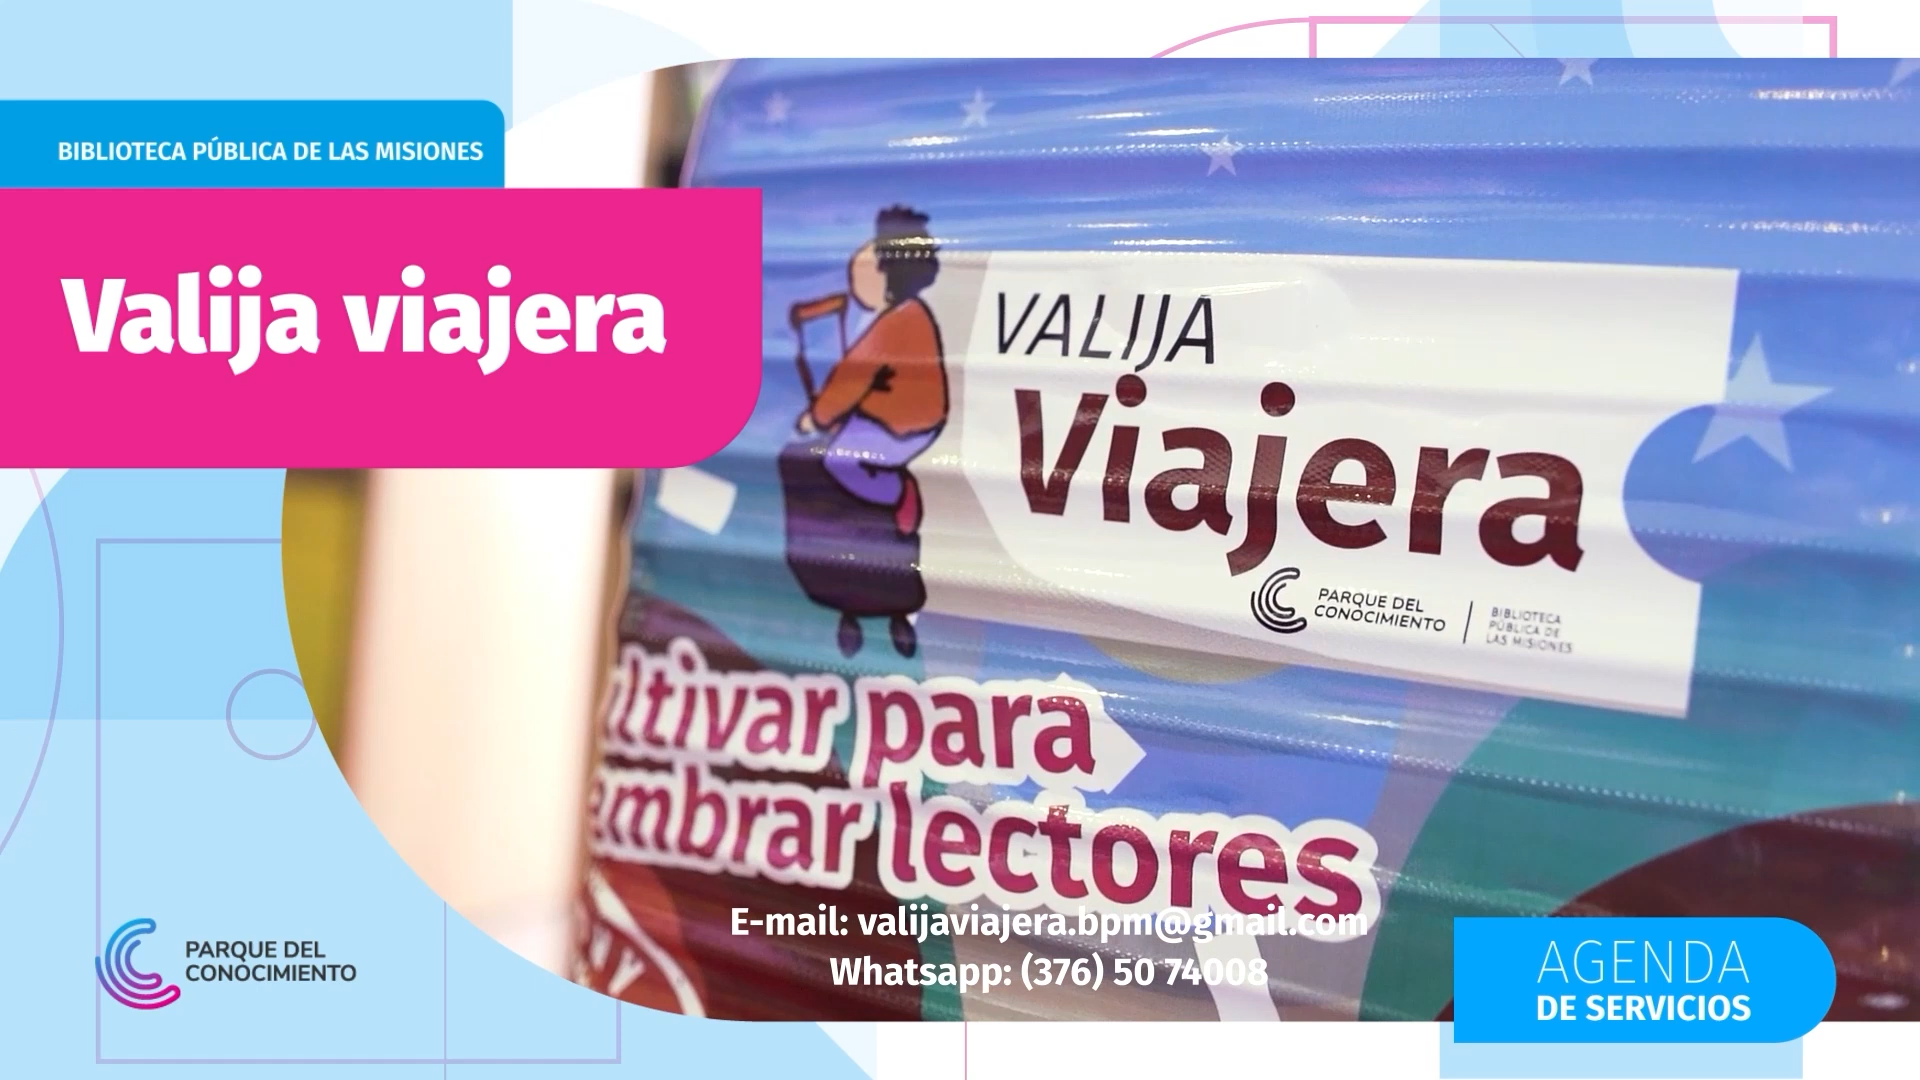 BIBLIOTECA PÚBLICA DE LAS MISIONES
Valija viajera
VALIJA
Viajera
PARQUE DEL
CONOCIMIENTO
BIBLIOTECA
PÚBLICA DE
LAS MISIONES
ltivar para
embrar lectores
E-mail: valijaviajera.bpm@gmail.com
Whatsapp: (376) 50 74008
PARQUE DEL
CONOCIMIENTO
AGENDA
DE SERVICIOS